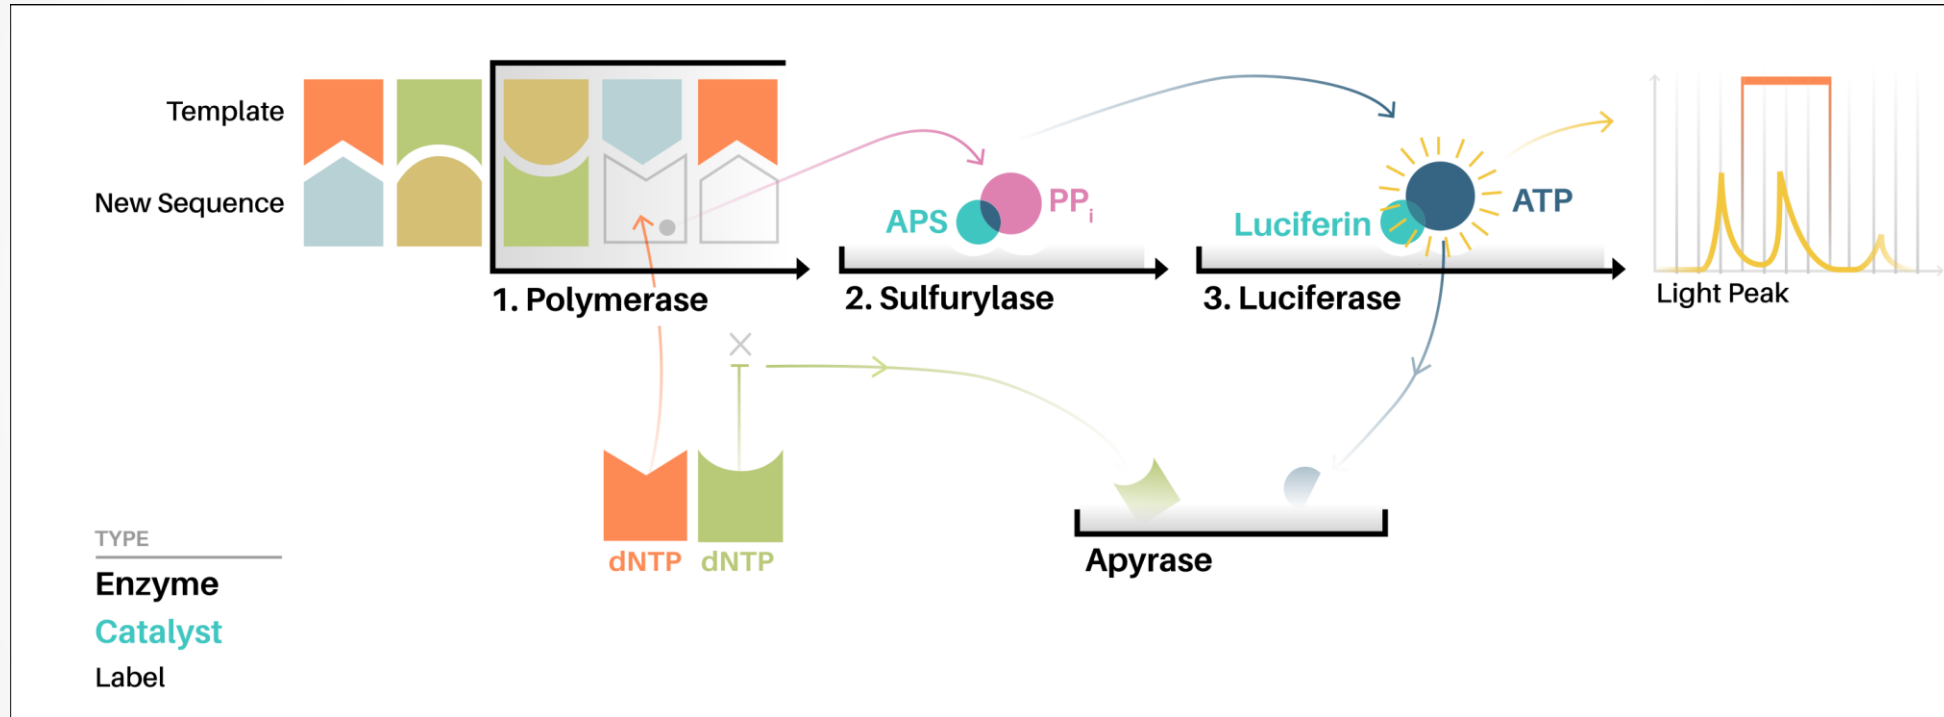 Template
New Sequence
APS
PPi
Luciferin
ATP
1. Polymerase
2. Sulfurylase
3. Luciferase
Light Peak
dNTP
dNTP
Apyrase
TYPE
Enzyme
Catalyst
Label